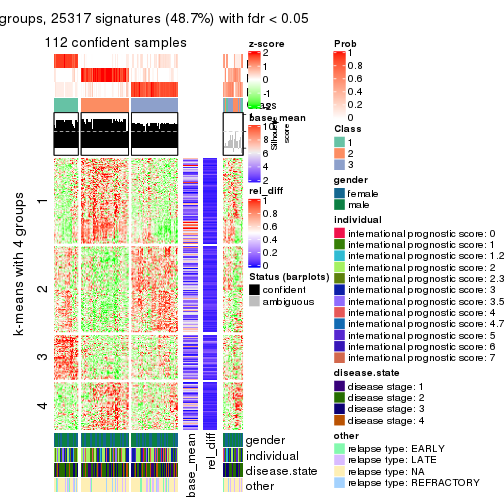 groups, 25317 signatures (48.7%) with fdr < 0.05
112 confident samples
k-means with 4 groups
1
2
3
4
base_mean
rel_diff
gender
individual
disease.state
other
z-score
2
1
0
-1
-2
Class
base_mean
10
8
6
4
2
Silhouette
score
rel_diff
1
0.8
0.6
0.4
0.2
0
Status (barplots)
confident
ambiguous
Prob
1
0.8
0.6
0.4
0.2
0
Class
1
2
3
gender
female
male
individual
international prognostic score: 0
international prognostic score: 1
international prognostic score: 1.2
international prognostic score: 2
international prognostic score: 2.3
international prognostic score: 3
international prognostic score: 3.5
international prognostic score: 4
international prognostic score: 4.7
international prognostic score: 5
international prognostic score: 6
international prognostic score: 7
disease.state
disease stage: 1
disease stage: 2
disease stage: 3
disease stage: 4
other
relapse type: EARLY
relapse type: LATE
relapse type: NA
relapse type: REFRACTORY